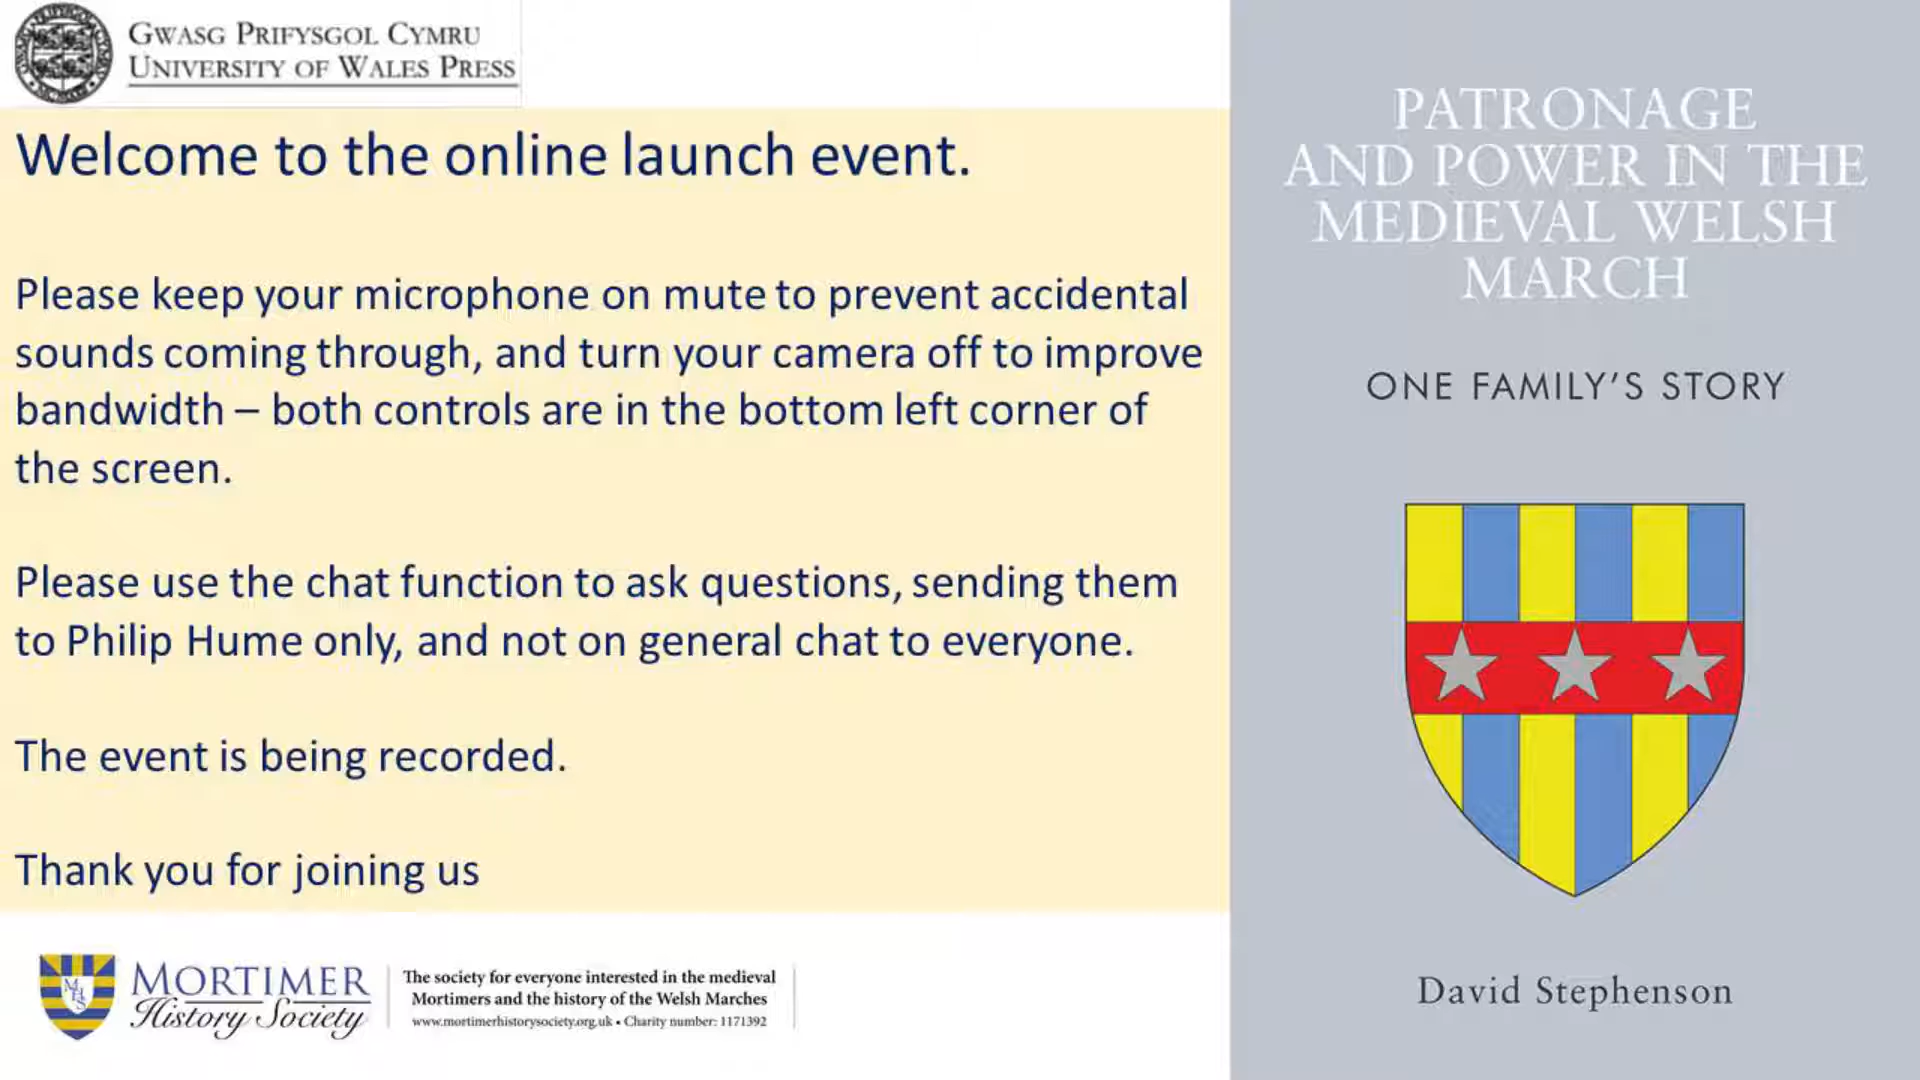 GWASG PRIFYSGOL CYMRU
UNIVERSITY OF WALES PRESS
Welcome to the online launch event.
Please keep your microphone on mute to prevent accidental
sounds coming through, and turn your camera off to improve
bandwidth – both controls are in the bottom left corner of
the screen.
Please use the chat function to ask questions, sending them
to Philip Hume only, and not on general chat to everyone.
The event is being recorded.
Thank you for joining us
MHS
MORTIMER
History Society
The society for everyone interested in the medieval
Mortimers and the history of the Welsh Marches
www.mortimerhistorysociety.org.uk • Charity number: 1171392
PATRONAGE
AND POWER IN THE
MEDIEVAL WELSH
MARCH
ONE FAMILY'S STORY
David Stephenson